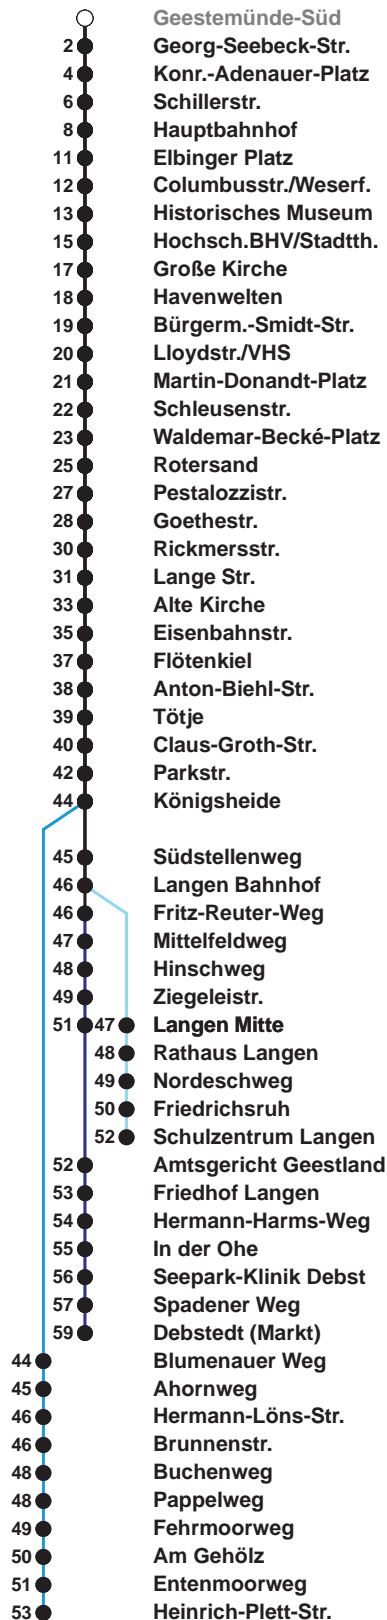 Geestemünde-Süd
2 Georg-Seebeck-Str.
4 Konr.-Adenauer-Platz
6 Schillerstr.
8 Hauptbahnhof
11 Elbinger Platz
12 Columbusstr./Weserf.
13 Historisches Museum
15 Hochsch.BHV/Stadtth.
17 Große Kirche
18 Havenwelten
19 Bürgerm.-Smidt-Str.
20 Lloydstr./VHS
21 Martin-Donandt-Platz
22 Schleusenstr.
23 Waldemar-Becké-Platz
25 Rotersand
27 Pestalozzistr.
28 Goethestr.
30 Rickmersstr.
31 Lange Str.
33 Alte Kirche
35 Eisenbahnstr.
37 Flötenkiel
38 Anton-Biehl-Str.
39 Tötje
40 Claus-Groth-Str.
42 Parkstr.
44 Königsheide
45 Südstellenweg
46 Langen Bahnhof
46 Fritz-Reuter-Weg
47 Mittelfeldweg
48 Hinschweg
49 Ziegeleistr.
51 47 Langen Mitte
48 Rathaus Langen
49 Nordeschweg
50 Friedrichsruh
52 Schulzentrum Langen
52 Amtsgericht Geestland
53 Friedhof Langen
54 Hermann-Harms-Weg
55 In der Ohe
56 Seepark-Klinik Debst
57 Spadener Weg
59 Debstedt (Markt)
44 Blumenauer Weg
45 Ahornweg
46 Hermann-Löns-Str.
46 Brunnenstr.
48 Buchenweg
48 Pappelweg
49 Fehrmoorweg
50 Am Gehölz
51 Entenmoorweg
53 Heinrich-Plett-Str.